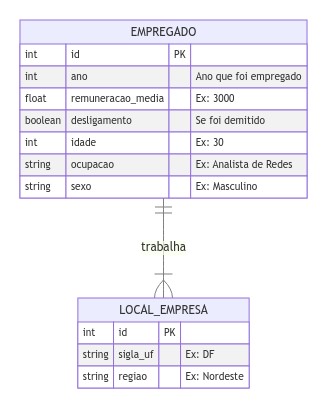 EMPREGADO
int id PK
int ano Ano que foi empregado
float remuneracao_media Ex: 3000
boolean desligamento Se foi demitido
int idade Ex: 30
string ocupacao Ex: Analista de Redes
string sexo Ex: Masculino
trabalha
LOCAL_EMPRESA
int id PK
string sigla_uf Ex: DF
string regiao Ex: Nordeste